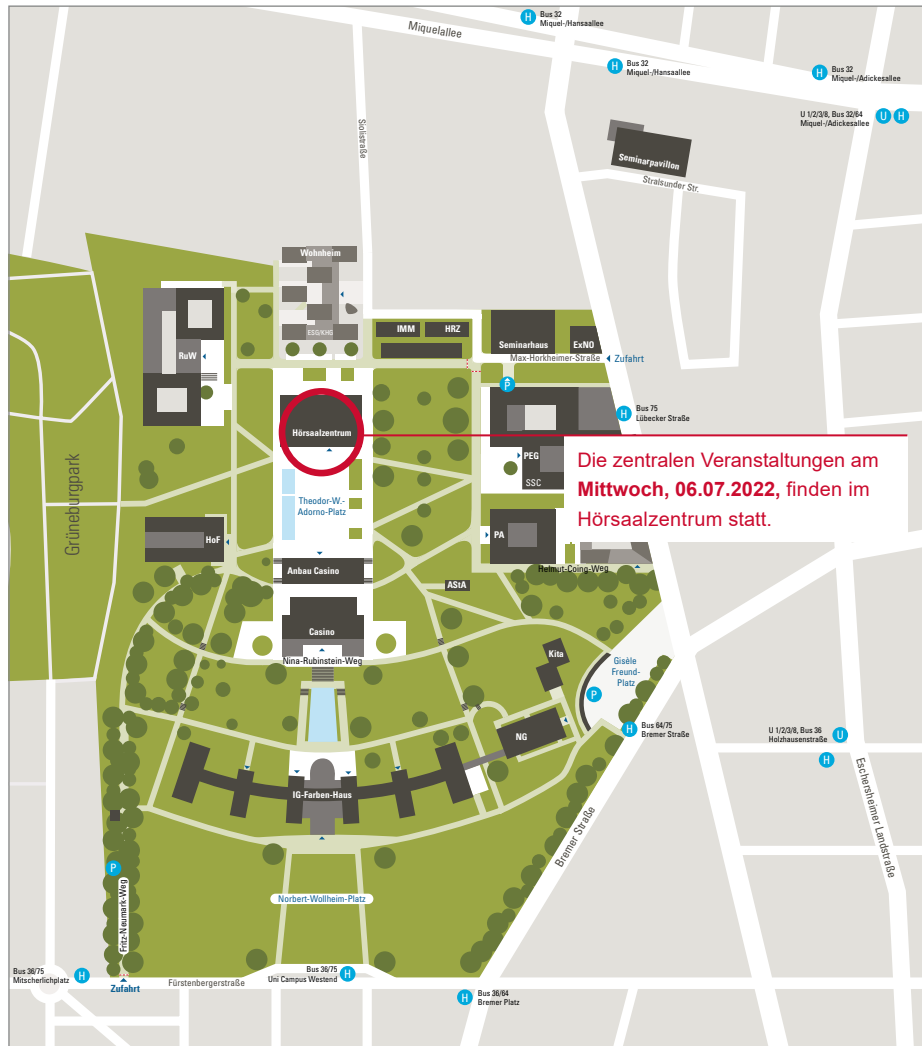 Bus 32
Miquel-/Hansaallee
Miquelallee
Bus 32
Miquel-/Hansaallee
Bus 32
Miquel-/Adickesallee
U 1/2/3/8, Bus 32/64
Miquel-/Adickesallee
Siolistraße
Seminarpavillon
Stralsunder Str.
Wohnheim
ESG/KHG
IMM
HRZ
Seminarhaus
ExNO
RuW
Max-Horkheimer-Straße
Zufahrt
P
Bus 75
Lübecker Straße
Hörsaalzentrum
PEG
SSC
Die zentralen Veranstaltungen am
Mittwoch, 06.07.2022, finden im
Hörsaalzentrum statt.
Grüneburgpark
Theodor-W.-
Adorno-Platz
HoF
PA
Anbau Casino
Helmut-Coing-Weg
AStA
Casino
Nina-Rubinstein-Weg
Kita
Gisèle
Freund-
Platz
P
NG
Bus 64/75
Bremer Straße
U 1/2/3/8, Bus 36
Holzhausenstraße
IG-Farben-Haus
Bremer Straße
Eschersheimer Landstraße
P
Fritz-Neumark-Weg
Norbert-Wollheim-Platz
Bus 36/75
Mitscherlichplatz
Zufahrt
Fürstenbergerstraße
Bus 36/75
Uni Campus Westend
Bus 36/64
Bremer Platz